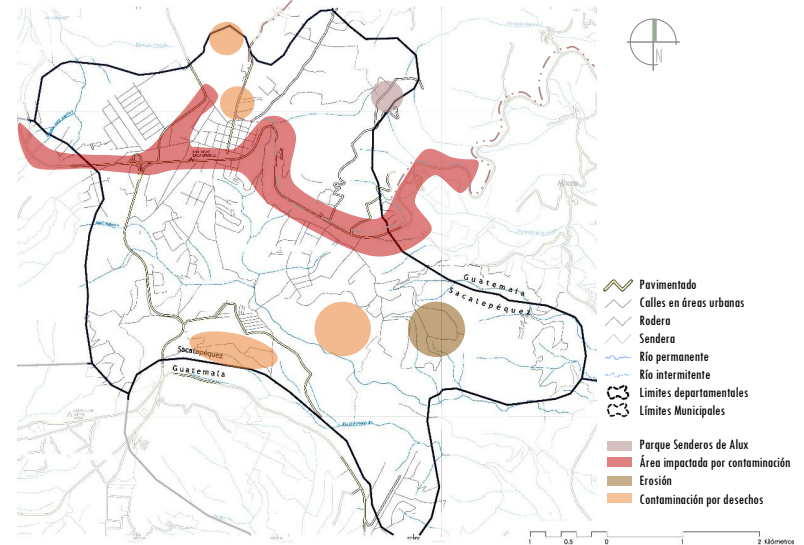 N
Guatemala
Sacatepéquez
Sacatepéquez
Guatemala
Pavimentado
Calles en áreas urbanas
Rodera
Sendera
Río permanente
Río intermitente
Limites departamentales
Límites Municipales
Parque Senderos de Alux
Área impactada por contaminación
Erosión
Contaminación por desechos
1 0.5 0 1 2 Kilómetros